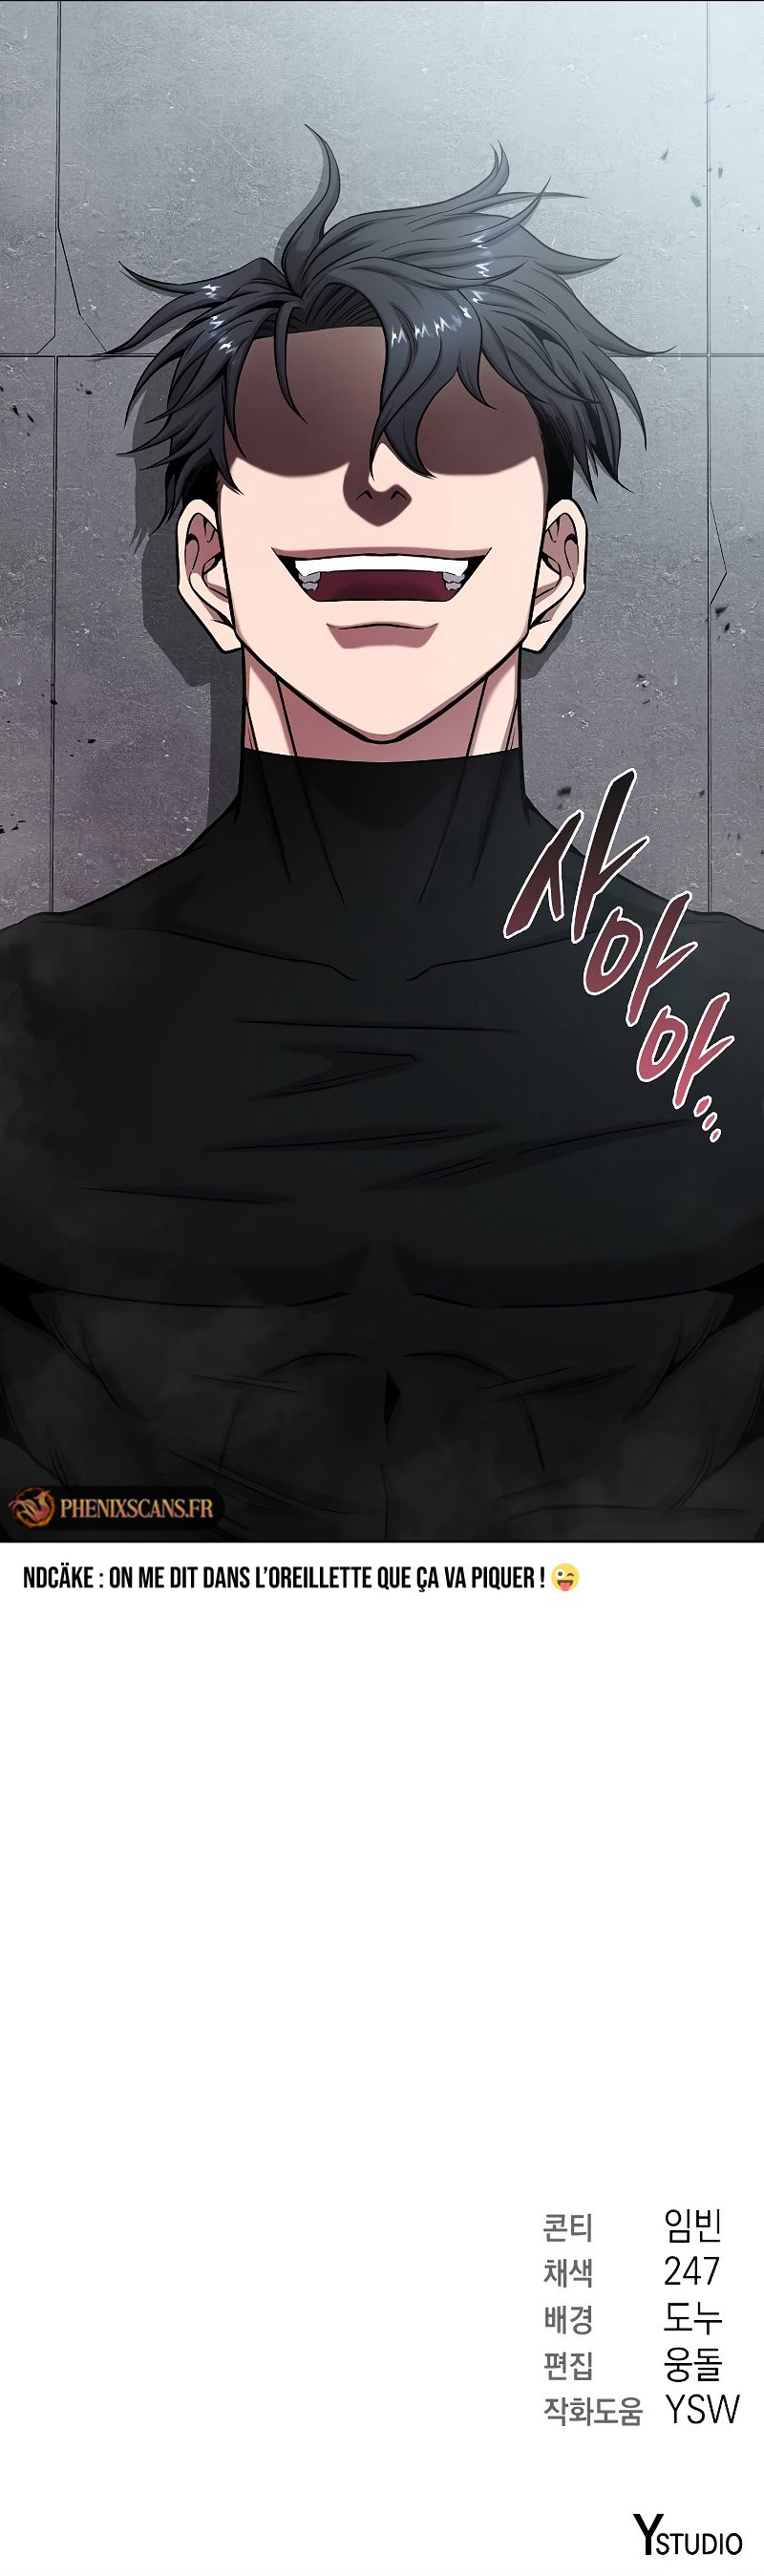 사아아...
PHENIXSCANS.FR
NDCÄKE : ON ME DIT DANS L'OREILLETTE QUE ÇA VA PIQUER ! 😜
콘티 임빈
채색 247
배경 도누
편집 웅돌
작화도움 YSW
YSTUDIO